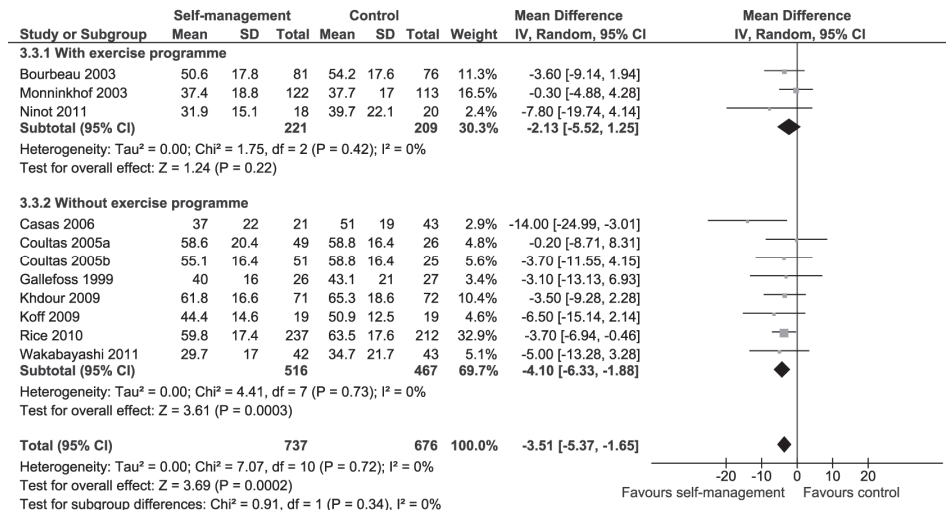 Self-management Control Mean Difference Mean Difference
Study or Subgroup Mean SD Total Mean SD Total Weight IV, Random, 95% CI IV, Random, 95% CI
3.3.1 With exercise programme
Bourbeau 2003 50.6 17.8 81 54.2 17.6 76 11.3% -3.60 [-9.14, 1.94]
Monninkhof 2003 37.4 18.8 122 37.7 17 113 16.5% -0.30 [-4.88, 4.28]
Ninot 2011 31.9 15.1 18 39.7 22.1 20 2.4% -7.80 [-19.74, 4.14]
Subtotal (95% CI) 221 209 30.3% -2.13 [-5.52, 1.25]
Heterogeneity: Tau² = 0.00; Chi² = 1.75, df = 2 (P = 0.42); I² = 0%
Test for overall effect: Z = 1.24 (P = 0.22)
3.3.2 Without exercise programme
Casas 2006 37 22 21 51 19 43 2.9% -14.00 [-24.99, -3.01]
Coultas 2005a 58.6 20.4 49 58.8 16.4 26 4.8% -0.20 [-8.71, 8.31]
Coultas 2005b 55.1 16.4 51 58.8 16.4 25 5.6% -3.70 [-11.55, 4.15]
Gallefoss 1999 40 16 26 43.1 21 27 3.4% -3.10 [-13.13, 6.93]
Khdour 2009 61.8 16.6 71 65.3 18.6 72 10.4% -3.50 [-9.28, 2.28]
Koff 2009 44.4 14.6 19 50.9 12.5 19 4.6% -6.50 [-15.14, 2.14]
Rice 2010 59.8 17.4 237 63.5 17.6 212 32.9% -3.70 [-6.94, -0.46]
Wakabayashi 2011 29.7 17 42 34.7 21.7 43 5.1% -5.00 [-13.28, 3.28]
Subtotal (95% CI) 516 467 69.7% -4.10 [-6.33, -1.88]
Heterogeneity: Tau² = 0.00; Chi² = 4.41, df = 7 (P = 0.73); I² = 0%
Test for overall effect: Z = 3.61 (P = 0.0003)
Total (95% CI) 737 676 100.0% -3.51 [-5.37, -1.65]
Heterogeneity: Tau² = 0.00; Chi² = 7.07, df = 10 (P = 0.72); I² = 0%
Test for overall effect: Z = 3.69 (P = 0.0002)
Test for subgroup differences: Chi² = 0.91, df = 1 (P = 0.34), I² = 0%
-20 -10 0 10 20
Favours self-management Favours control